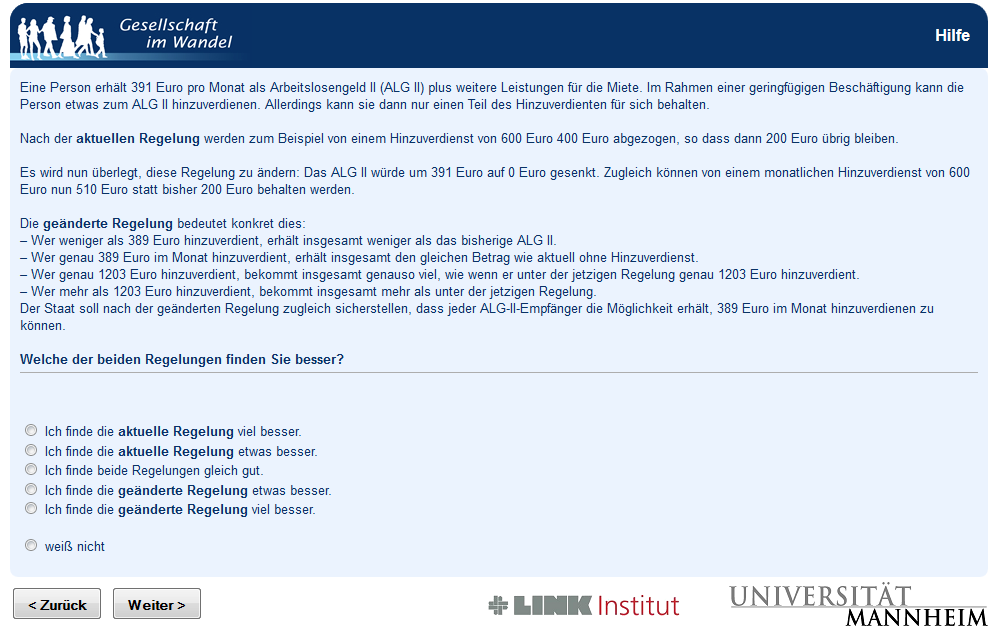 Gesellschaft
im Wandel
Hilfe
Eine Person erhält 391 Euro pro Monat als Arbeitslosengeld II (ALG II) plus weitere Leistungen für die Miete. Im Rahmen einer geringfügigen Beschäftigung kann die
Person etwas zum ALG II hinzuverdienen. Allerdings kann sie dann nur einen Teil des Hinzuverdienten für sich behalten.
Nach der aktuellen Regelung werden zum Beispiel von einem Hinzuverdienst von 600 Euro 400 Euro abgezogen, so dass dann 200 Euro übrig bleiben.
Es wird nun überlegt, diese Regelung zu ändern: Das ALG II würde um 391 Euro auf 0 Euro gesenkt. Zugleich können von einem monatlichen Hinzuverdienst von 600
Euro nun 510 Euro statt bisher 200 Euro behalten werden.
Die geänderte Regelung bedeutet konkret dies:
– Wer weniger als 389 Euro hinzuverdient, erhält insgesamt weniger als das bisherige ALG II.
– Wer genau 389 Euro im Monat hinzuverdient, erhält insgesamt den gleichen Betrag wie aktuell ohne Hinzuverdienst.
– Wer genau 1203 Euro hinzuverdient, bekommt insgesamt genauso viel, wie wenn er unter der jetzigen Regelung genau 1203 Euro hinzuverdient.
– Wer mehr als 1203 Euro hinzuverdient, bekommt insgesamt mehr als unter der jetzigen Regelung.
Der Staat soll nach der geänderten Regelung zugleich sicherstellen, dass jeder ALG-II-Empfänger die Möglichkeit erhält, 389 Euro im Monat hinzuverdienen zu
können.
Welche der beiden Regelungen finden Sie besser?
Ich finde die aktuelle Regelung viel besser.
Ich finde die aktuelle Regelung etwas besser.
Ich finde beide Regelungen gleich gut.
Ich finde die geänderte Regelung etwas besser.
Ich finde die geänderte Regelung viel besser.
weiß nicht
< Zurück
Weiter >
LINK Institut
UNIVERSITÄT
MANNHEIM